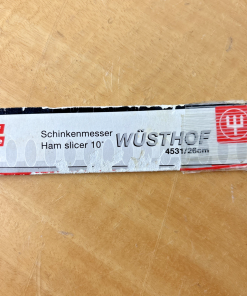 Schinkenmesser
Ham slicer 10"
WÜSTHOF
4531/26cm